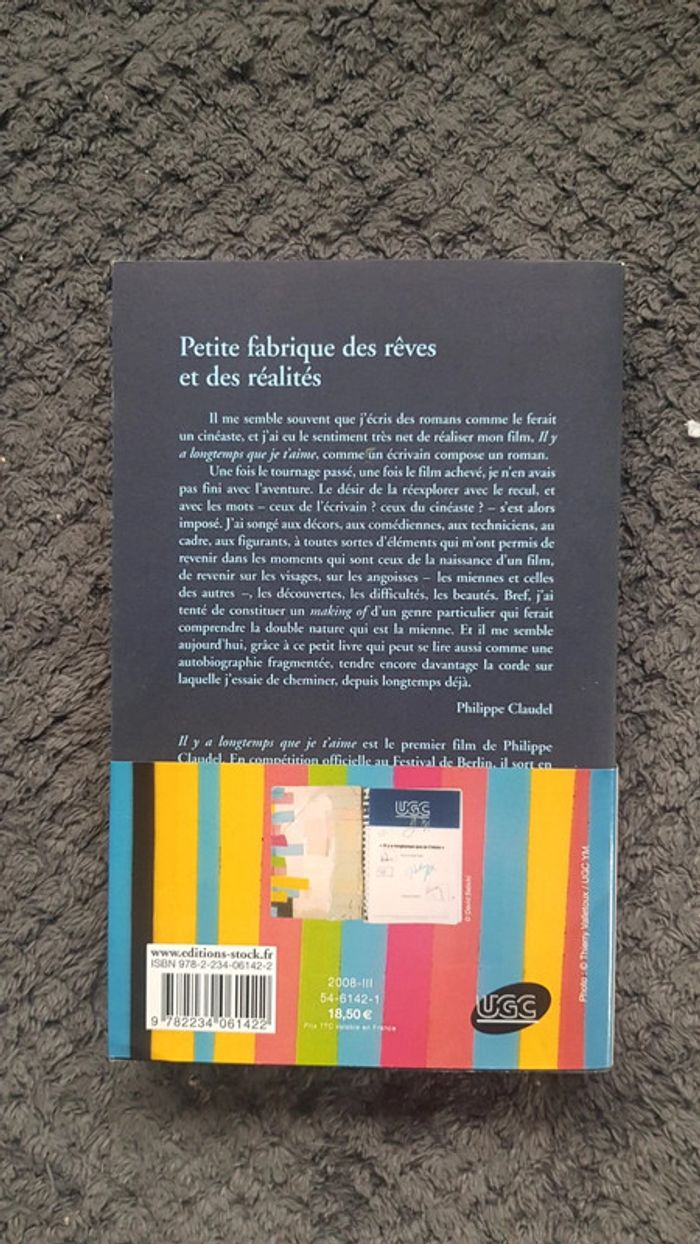 Petite fabrique des rêves
et des réalités
Il me semble souvent que j'écris des romans comme le ferait
un cinéaste, et j'ai eu le sentiment très net de réaliser mon film, Il y
a longtemps que je t'aime, comme un écrivain compose un roman.
Une fois le tournage passé, une fois le film achevé, je n'en avais
pas fini avec l'aventure. Le désir de la réexplorer avec le recul, et
avec les mots – ceux de l'écrivain ? ceux du cinéaste ? – s'est alors
imposé. J'ai songé aux décors, aux comédiennes, aux techniciens, au
cadre, aux figurants, à toutes sortes d'éléments qui m'ont permis de
revenir dans les moments qui sont ceux de la naissance d'un film,
de revenir sur les visages, sur les angoisses – les miennes et celles
des autres –, les découvertes, les difficultés, les beautés. Bref, j'ai
tenté de constituer un making of d'un genre particulier qui ferait
comprendre la double nature qui est la mienne. Et il me semble
aujourd'hui, grâce à ce petit livre qui peut se lire aussi comme une
autobiographie fragmentée, tendre encore davantage la corde sur
laquelle j'essaie de cheminer, depuis longtemps déjà.
Philippe Claudel
Il y a longtemps que je t'aime est le premier film de Philippe
Claudel. En compétition officielle au Festival de Berlin, il sort en
UGC
« Il y a longtemps que je t'aime »
www.editions-stock.fr
ISBN 978-2-234-06142-2
9 782234 061422
2008-III
54-6142-1
18,50 €
Prix TTC valable en France
UGC
Photo : © Thierry Valletoux / UGC YM.